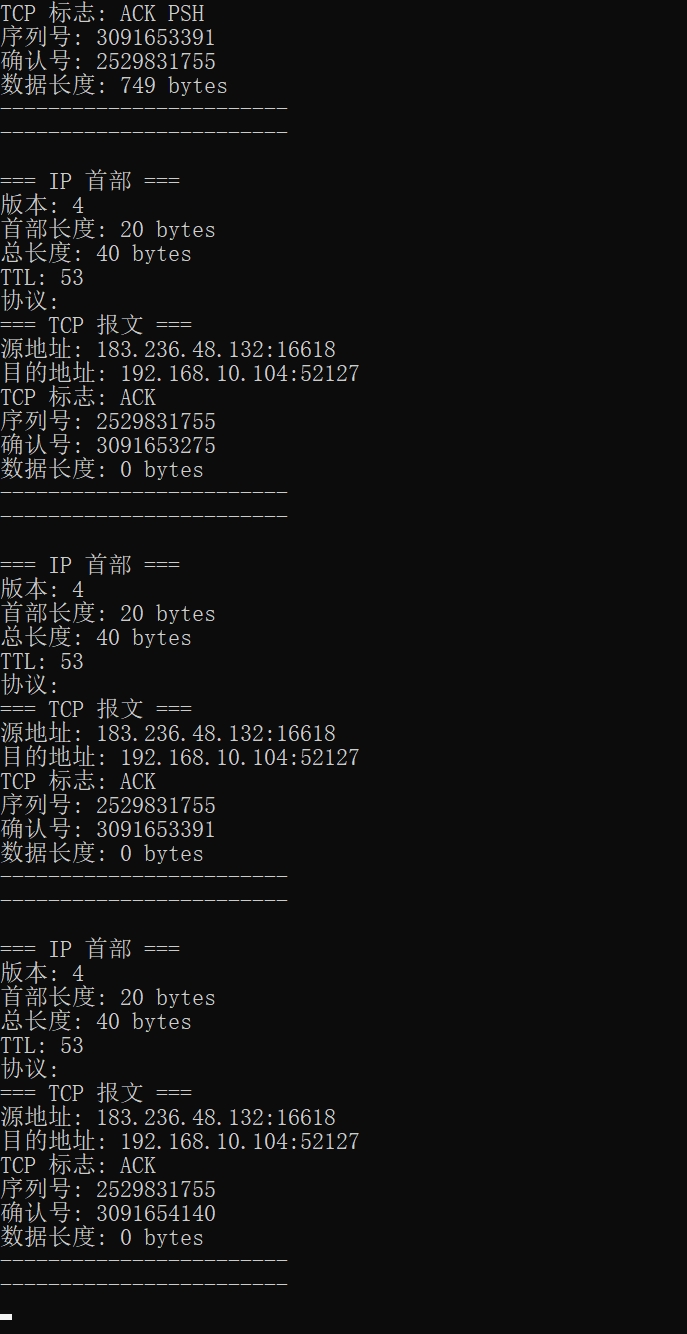 TCP 标志: ACK PSH
序列号: 3091653391
确认号: 2529831755
数据长度: 749 bytes
------------------------
------------------------
=== IP 首部 ===
版本: 4
首部长度: 20 bytes
总长度: 40 bytes
TTL: 53
协议:
=== TCP 报文 ===
源地址: 183.236.48.132:16618
目的地址: 192.168.10.104:52127
TCP 标志: ACK
序列号: 2529831755
确认号: 3091653275
数据长度: 0 bytes
------------------------
------------------------
=== IP 首部 ===
版本: 4
首部长度: 20 bytes
总长度: 40 bytes
TTL: 53
协议:
=== TCP 报文 ===
源地址: 183.236.48.132:16618
目的地址: 192.168.10.104:52127
TCP 标志: ACK
序列号: 2529831755
确认号: 3091653391
数据长度: 0 bytes
------------------------
------------------------
=== IP 首部 ===
版本: 4
首部长度: 20 bytes
总长度: 40 bytes
TTL: 53
协议:
=== TCP 报文 ===
源地址: 183.236.48.132:16618
目的地址: 192.168.10.104:52127
TCP 标志: ACK
序列号: 2529831755
确认号: 3091654140
数据长度: 0 bytes
------------------------
------------------------